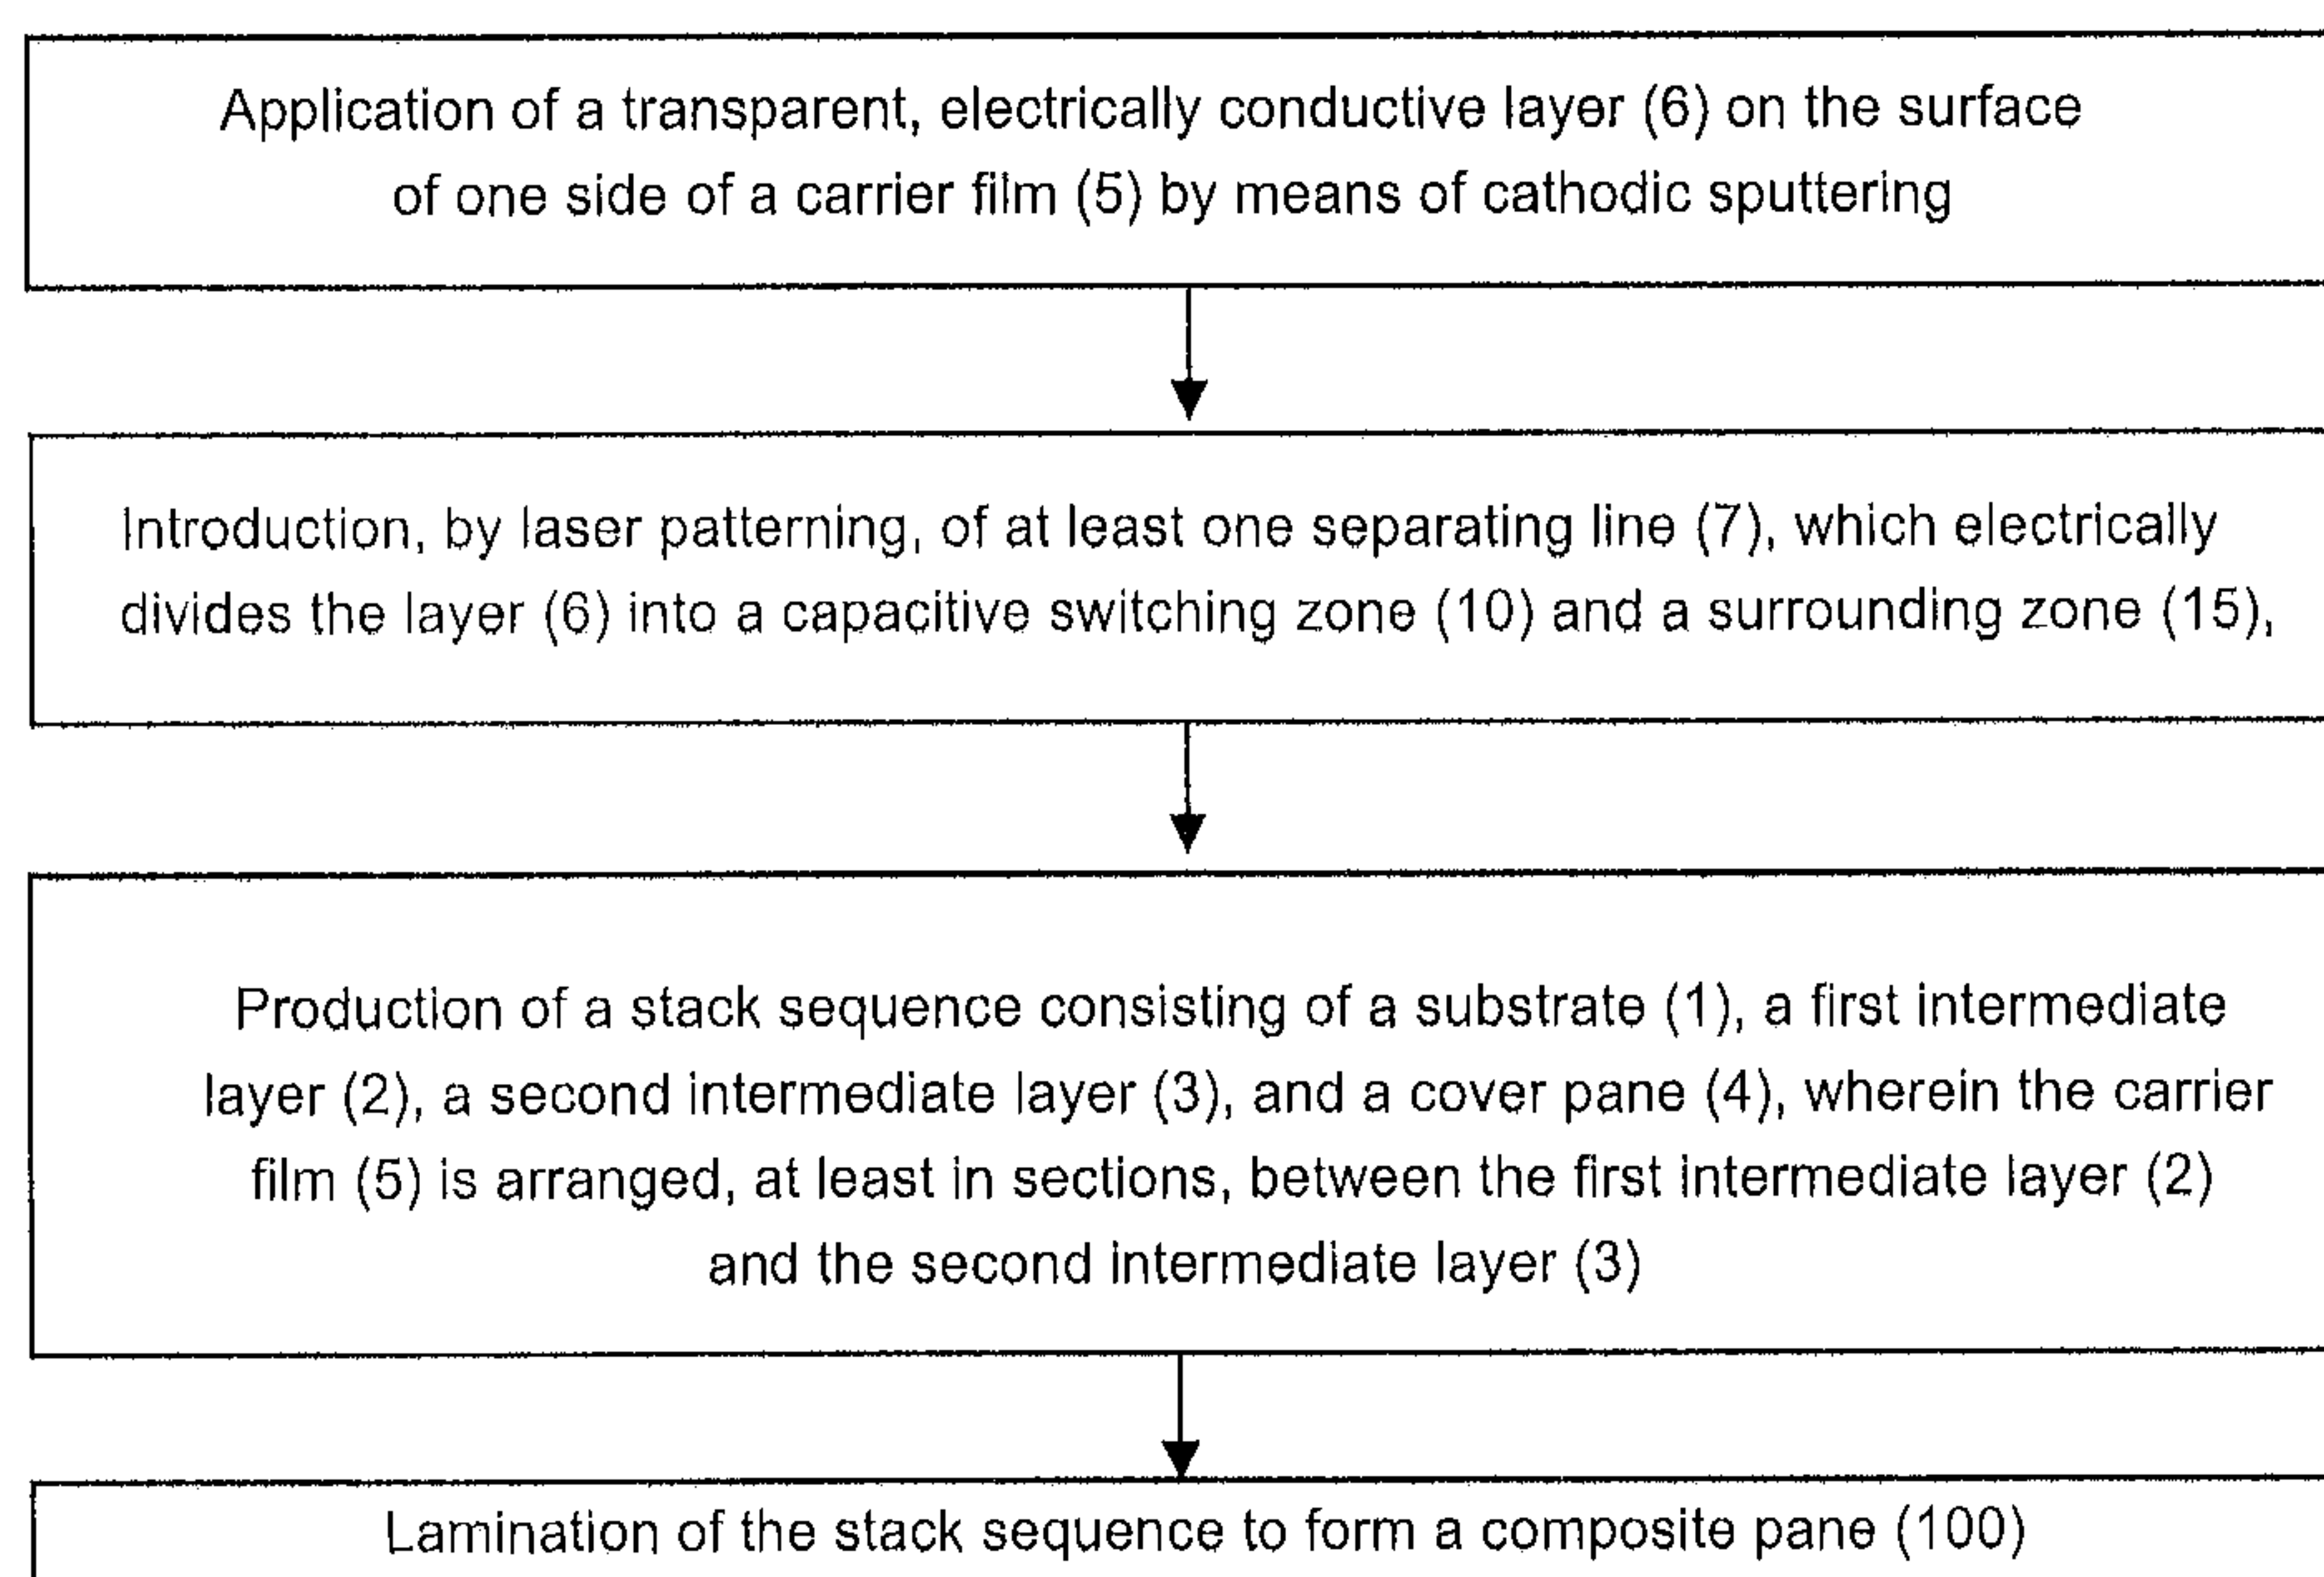 Application of a transparent, electrically conductive layer (6) on the surface
of one side of a carrier film (5) by means of cathodic sputtering
Introduction, by laser patterning, of at least one separating line (7), which electrically
divides the layer (6) into a capacitive switching zone (10) and a surrounding zone (15),
Production of a stack sequence consisting of a substrate (1), a first intermediate
layer (2), a second intermediate layer (3), and a cover pane (4), wherein the carrier
film (5) is arranged, at least in sections, between the first intermediate layer (2)
and the second intermediate layer (3)
Lamination of the stack sequence to form a composite pane (100)